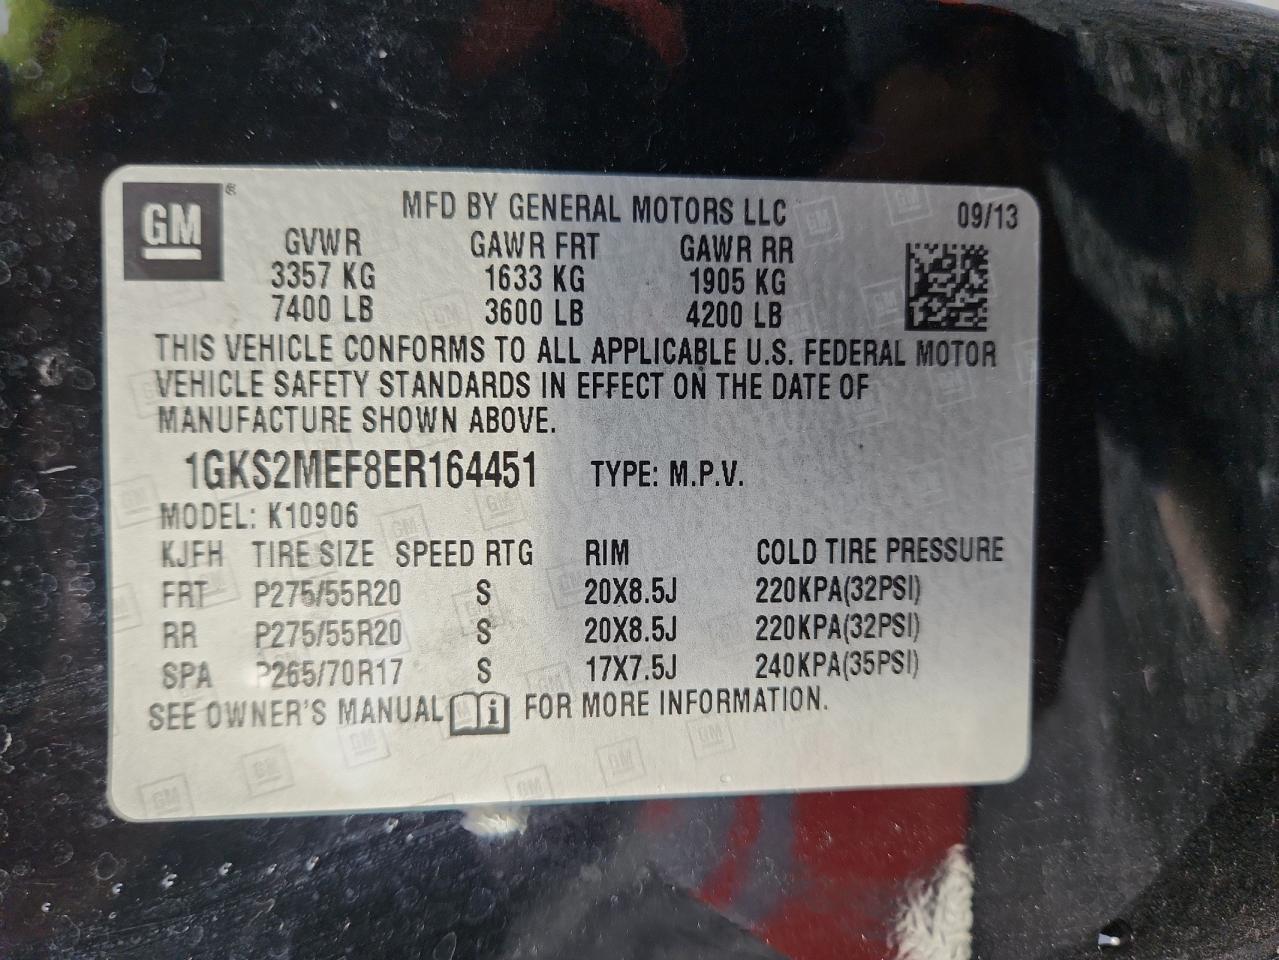 GM®
MFD BY GENERAL MOTORS LLC 09/13
GVWR GAWR FRT GAWR RR
3357 KG 1633 KG 1905 KG
7400 LB 3600 LB 4200 LB
THIS VEHICLE CONFORMS TO ALL APPLICABLE U.S. FEDERAL MOTOR
VEHICLE SAFETY STANDARDS IN EFFECT ON THE DATE OF
MANUFACTURE SHOWN ABOVE.
1GKS2MEF8ER164451 TYPE: M.P.V.
MODEL: K10906
KJFH TIRE SIZE SPEED RTG RIM COLD TIRE PRESSURE
FRT P275/55R20 S 20X8.5J 220KPA(32PSI)
RR P275/55R20 S 20X8.5J 220KPA(32PSI)
SPA P265/70R17 S 17X7.5J 240KPA(35PSI)
SEE OWNER'S MANUAL i FOR MORE INFORMATION.